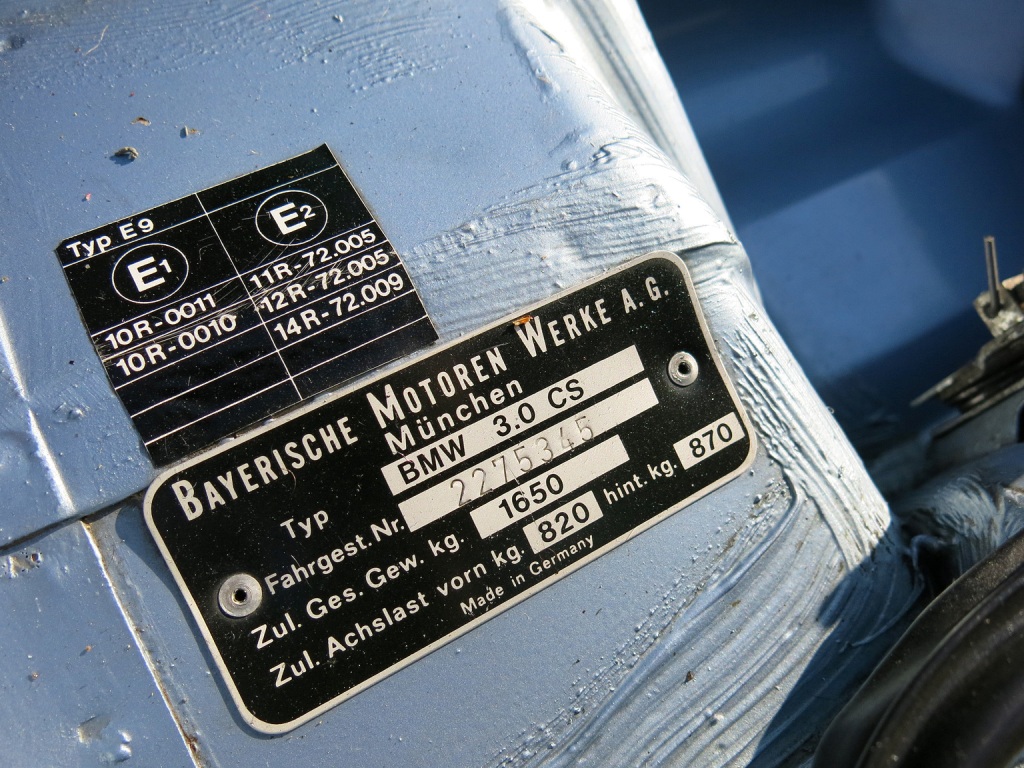 Typ E9
E1 E2
10R-0011 11R-72.005
10R-0010 12R-72.005
14R-72.009
BAYERISCHE MOTOREN WERKE A.G.
München
Typ BMW 3.0 CS
Fahrgest.Nr. 2275345
Zul. Ges. Gew. kg. 1650
Zul. Achslast vorn kg. 820 hint. kg. 870
Made in Germany